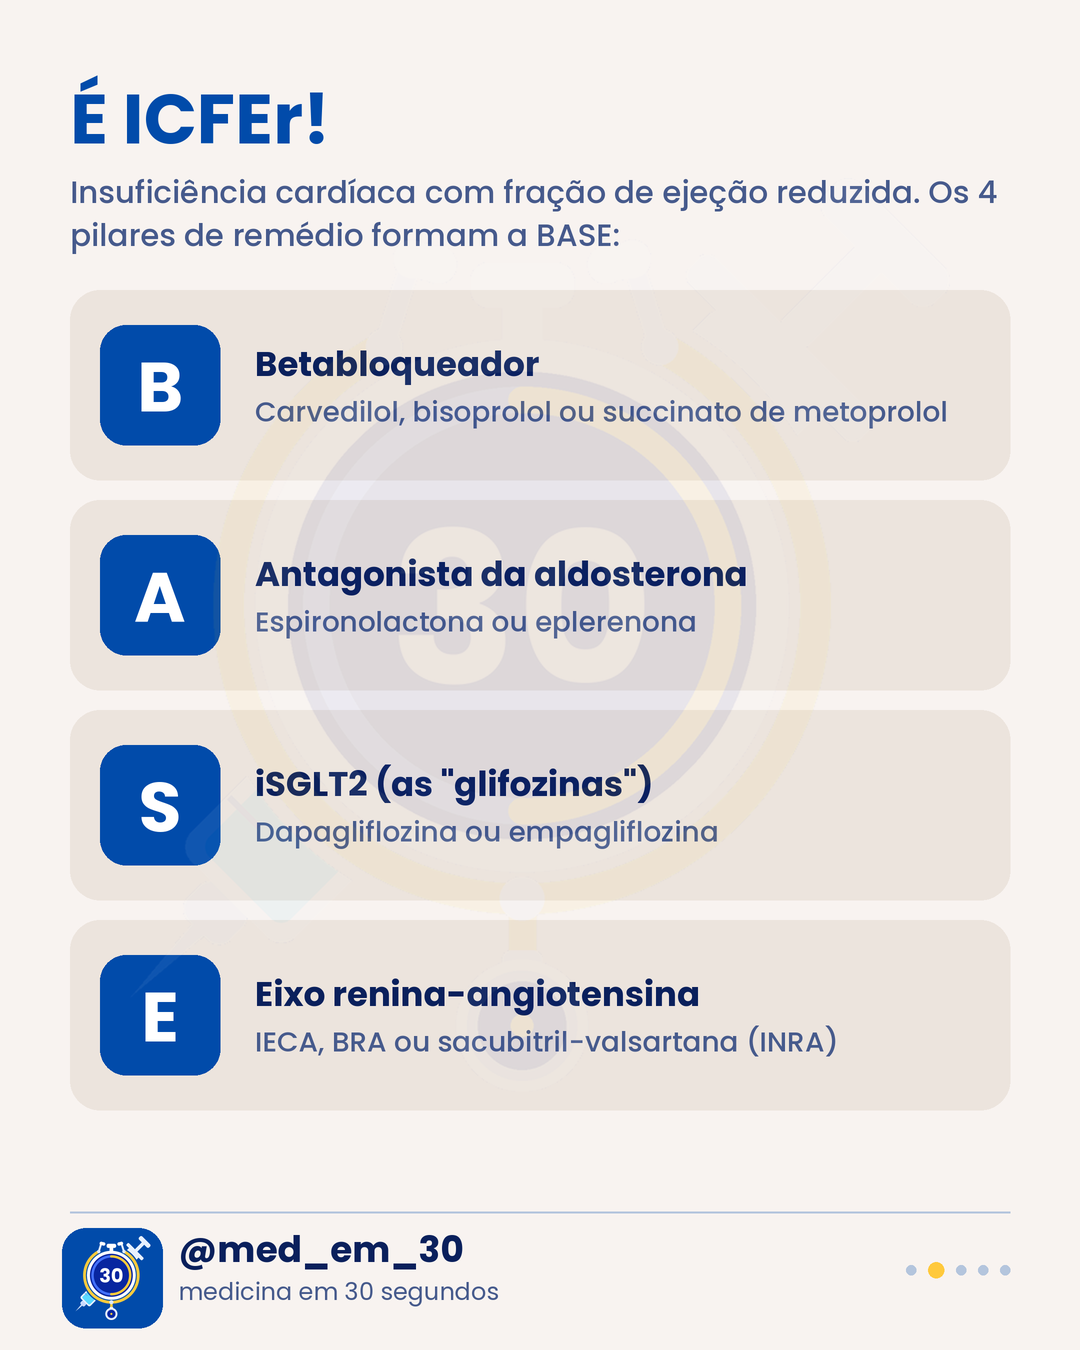 É ICFEr!
Insuficiência cardíaca com fração de ejeção reduzida. Os 4
pilares de remédio formam a BASE:
B
Betabloqueador
Carvedilol, bisoprolol ou succinato de metoprolol
A
Antagonista da aldosterona
Espironolactona ou eplerenona
30
S
iSGLT2 (as "glifozinas")
Dapagliflozina ou empagliflozina
E
Eixo renina-angiotensina
IECA, BRA ou sacubitril-valsartana (INRA)
30
@med_em_30
medicina em 30 segundos